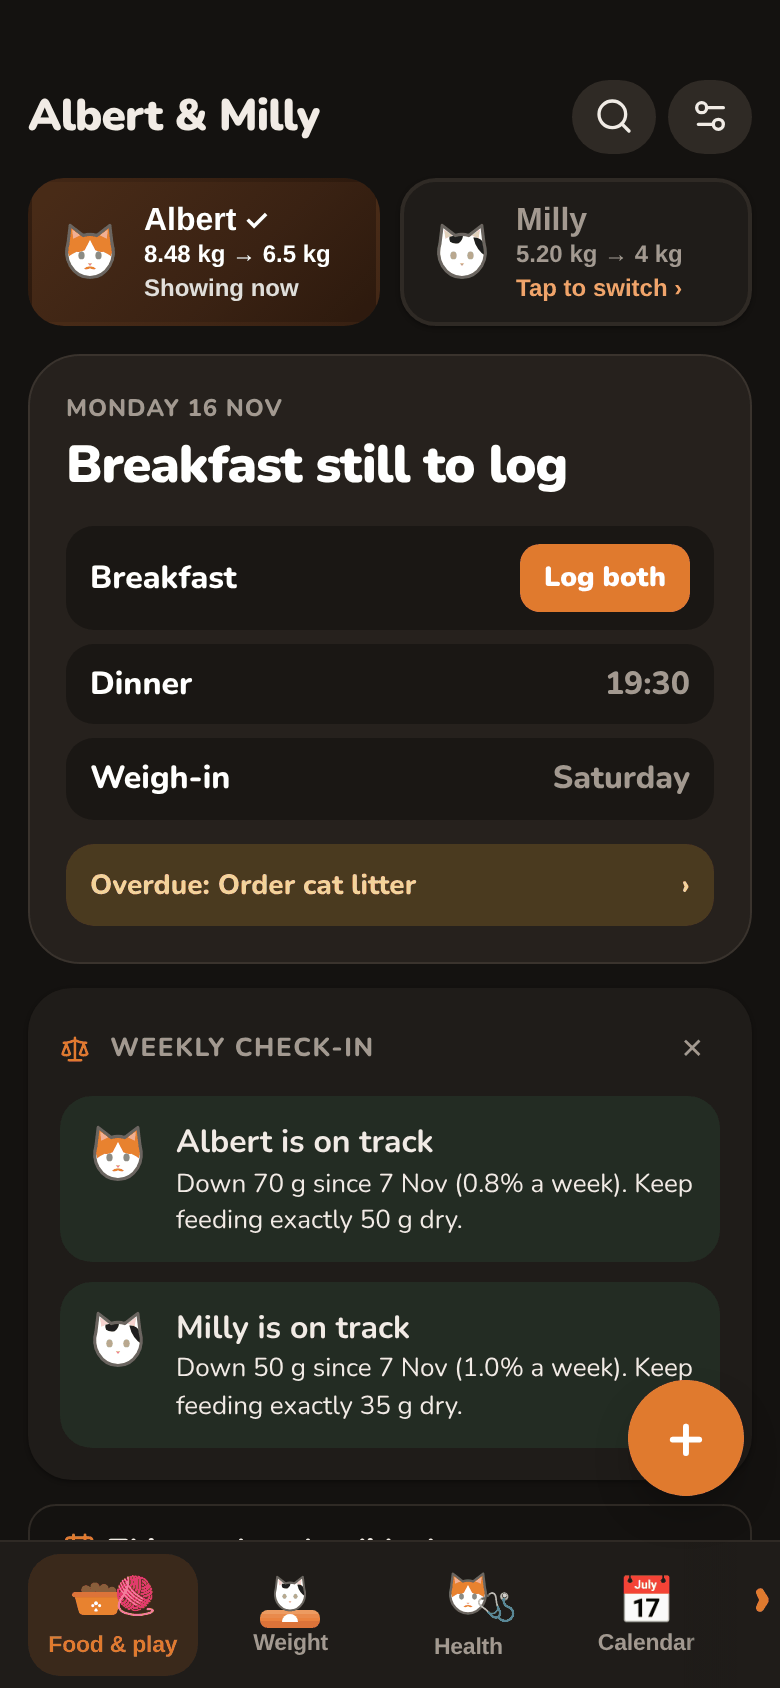 Albert & Milly
Albert ✓
8.48 kg → 6.5 kg
Showing now
Milly
5.20 kg → 4 kg
Tap to switch ›
MONDAY 16 NOV
Breakfast still to log
Breakfast
Log both
Dinner
19:30
Weigh-in
Saturday
Overdue: Order cat litter ›
WEEKLY CHECK-IN
Albert is on track
Down 70 g since 7 Nov (0.8% a week). Keep
feeding exactly 50 g dry.
Milly is on track
Down 50 g since 7 Nov (1.0% a week). Keep
feeding exactly 35 g dry.
Food & play
Weight
Health
July
17
Calendar